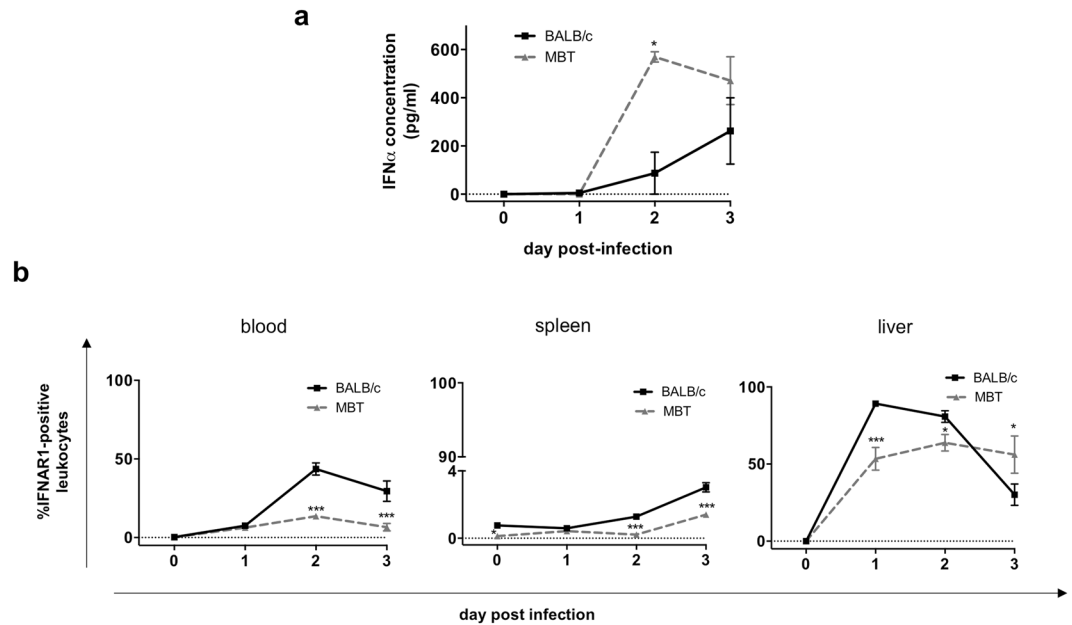 a
BALB/c
MBT
IFNα concentration
(pg/ml)
600
400
200
0
*
0 1 2 3
day post-infection
b
blood
spleen
liver
%IFNAR1-positive
leukocytes
100
50
0
BALB/c
MBT
***
***
0 1 2 3
100
90
4
0
BALB/c
MBT
*
***
***
0 1 2 3
100
50
0
BALB/c
MBT
***
*
*
0 1 2 3
day post infection